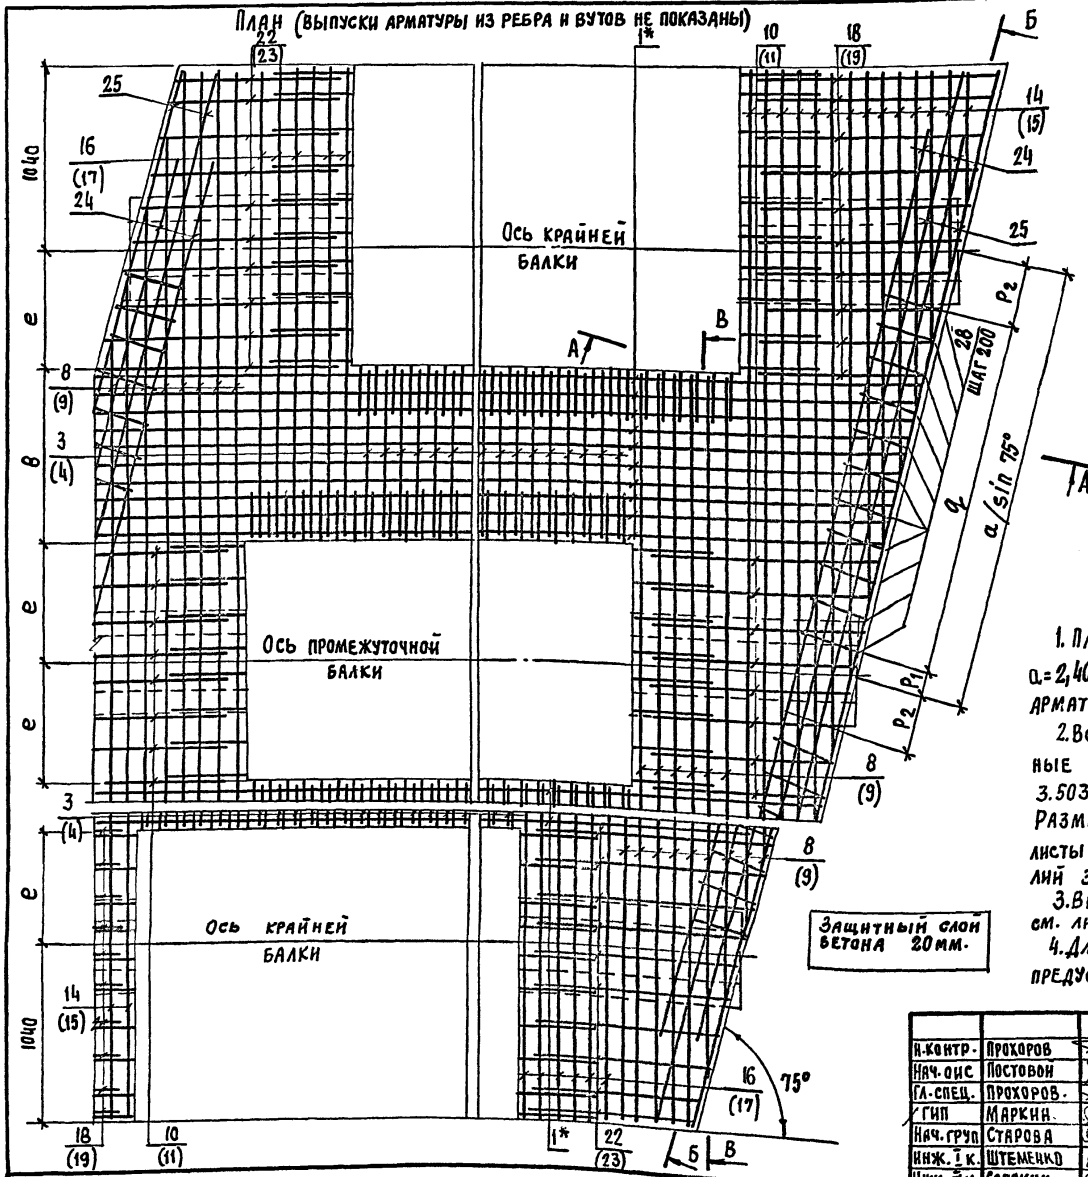 План (выпуски арматуры из ребра и вутов не показаны)
22
(23)
1*
10
(11)
18
(19)
Б
25
14
(15)
16
(17)
24
24
25
1040
Ось крайней
балки
е
P2
А
В
28
шаг 200
8
(9)
3
(4)
В
q
a/sin 75°
А
е
Ось промежуточной
балки
е
P1
P2
8
(9)
3
(4)
8
(9)
е
Ось крайней
балки
Защитный слой
бетона 20мм.
14
(15)
1040
16
(17)
75°
18
(19)
10
(11)
1*
22
(23)
Б
В
1. П
a=2,40
армат
2.В
ные
3.503
разм
листы
лий 3
3.В
см. л
4.Дл
преду
Н.контр. Прохоров
Нач.оис Постовой
Гл.спец. Прохоров.
ГИП Маркин.
Нач.груп Старова
Инж. I к. Штеменко